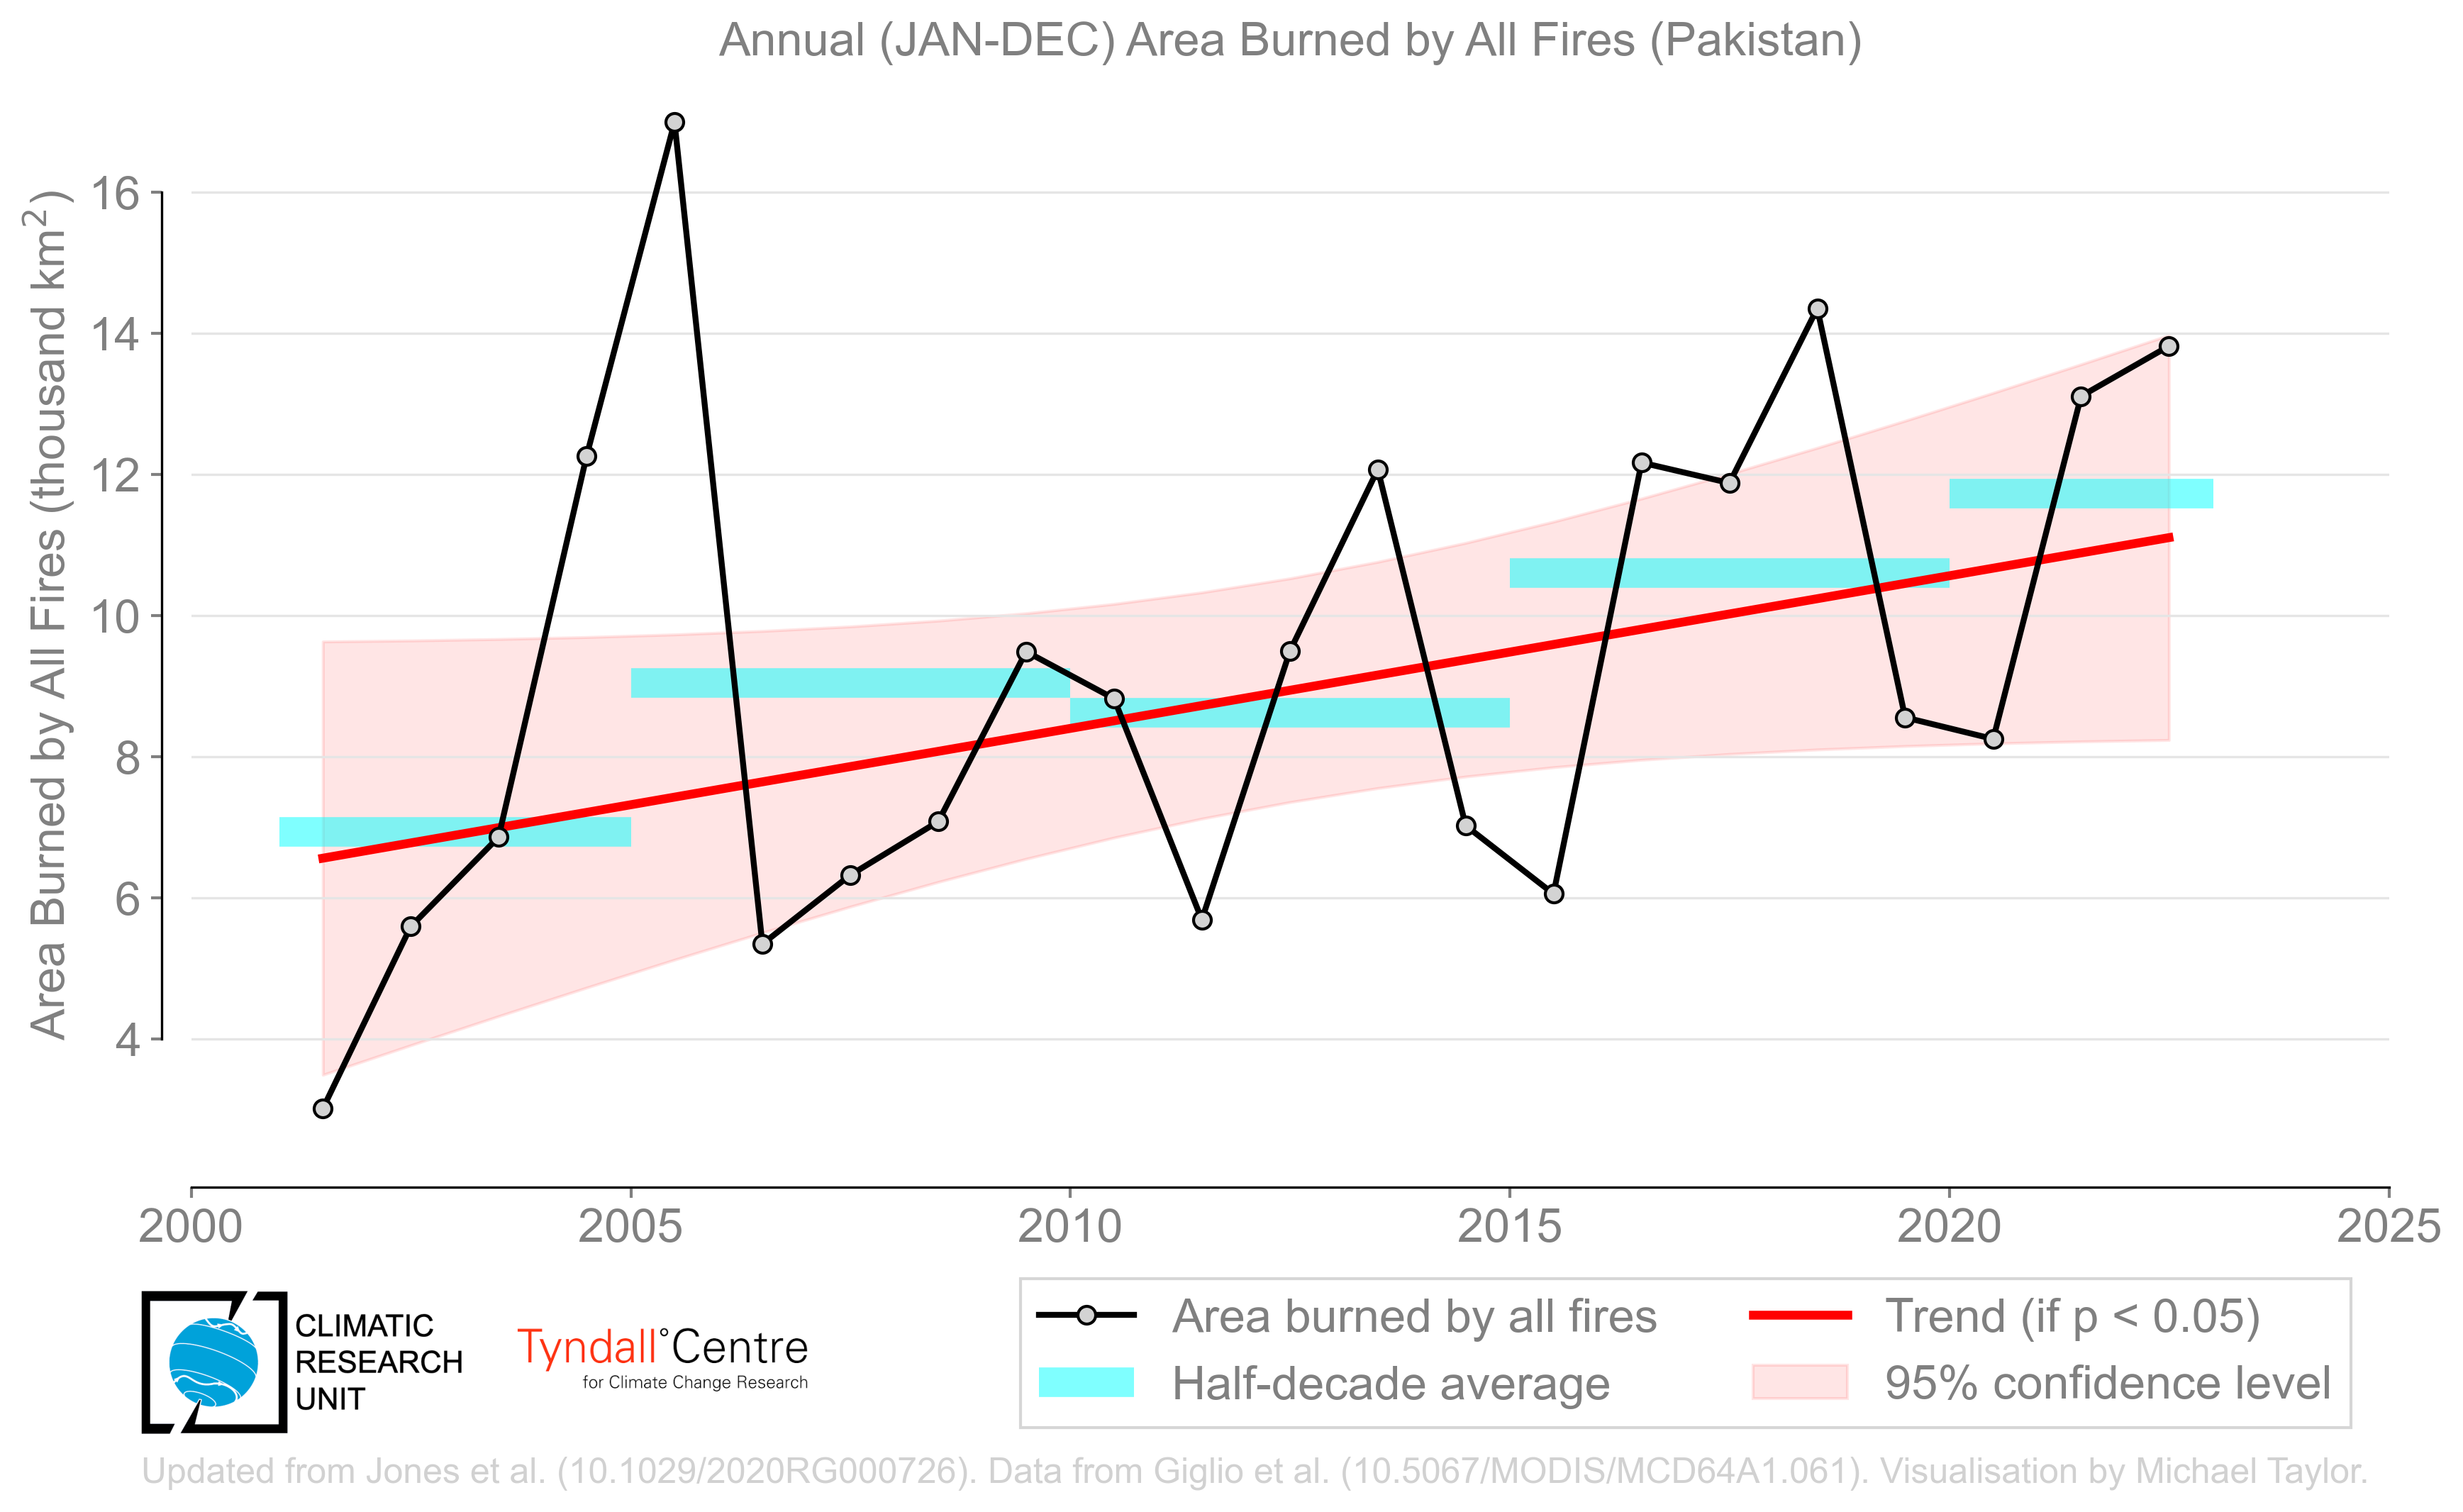 Annual (JAN-DEC) Area Burned by All Fires (Pakistan)
Area Burned by All Fires (thousand km²)
16
14
12
10
8
6
4
2000 2005 2010 2015 2020 2025
CLIMATIC
RESEARCH
UNIT
Tyndall°Centre
for Climate Change Research
Area burned by all fires
Half-decade average
Trend (if p < 0.05)
95% confidence level
Updated from Jones et al. (10.1029/2020RG000726). Data from Giglio et al. (10.5067/MODIS/MCD64A1.061). Visualisation by Michael Taylor.